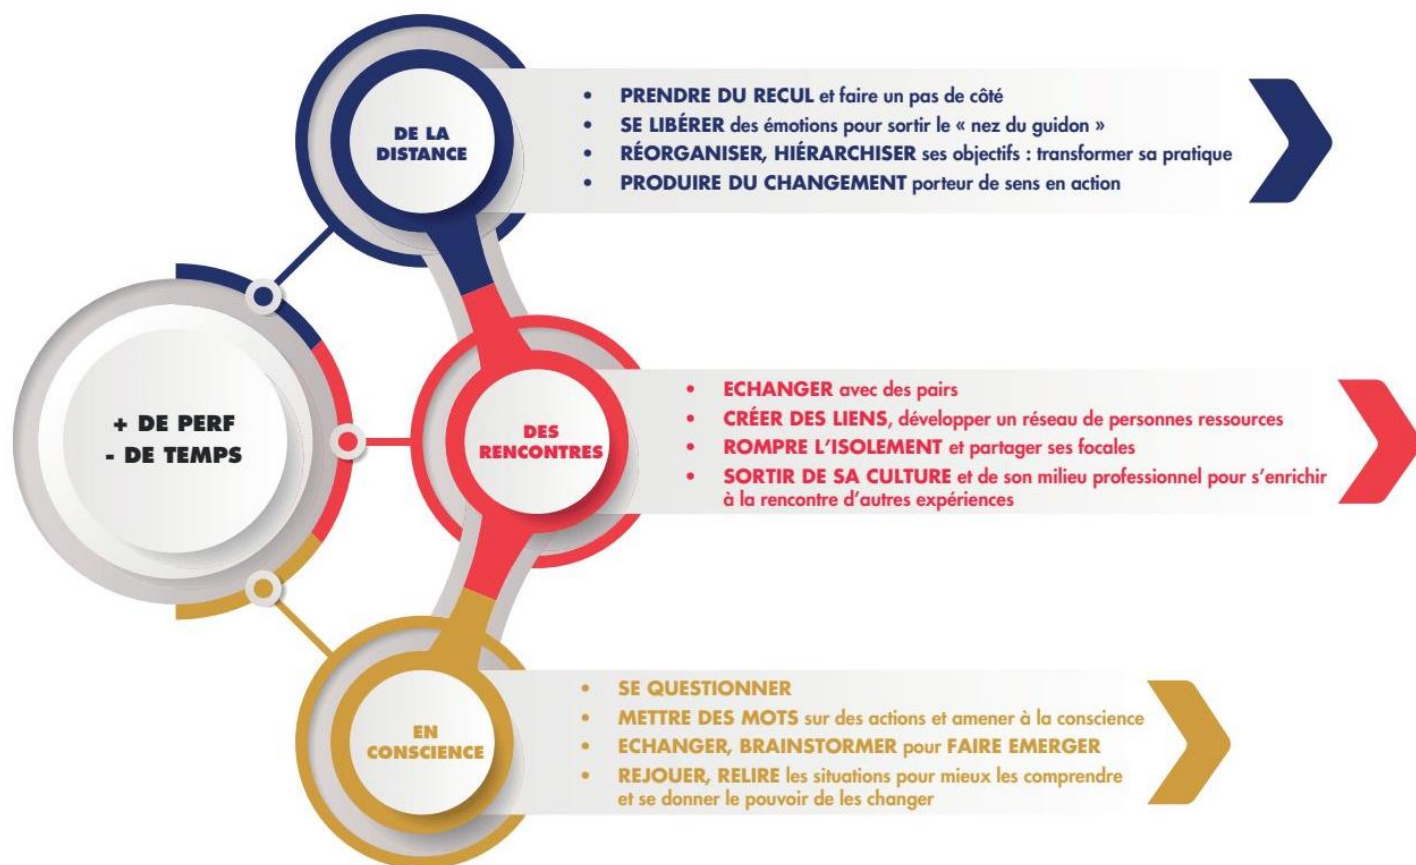 DE LA
DISTANCE
• PRENDRE DU RECUL et faire un pas de côté
• SE LIBÉRER des émotions pour sortir le « nez du guidon »
• RÉORGANISER, HIÉRARCHISER ses objectifs : transformer sa pratique
• PRODUIRE DU CHANGEMENT porteur de sens en action
+ DE PERF
- DE TEMPS
DES
RENCONTRES
• ECHANGER avec des pairs
• CRÉER DES LIENS, développer un réseau de personnes ressources
• ROMPRE L’ISOLEMENT et partager ses focales
• SORTIR DE SA CULTURE et de son milieu professionnel pour s’enrichir
à la rencontre d’autres expériences
EN
CONSCIENCE
• SE QUESTIONNER
• METTRE DES MOTS sur des actions et amener à la conscience
• ECHANGER, BRAINSTORMER pour FAIRE EMERGER
• REJOUER, RELIRE les situations pour mieux les comprendre
et se donner le pouvoir de les changer